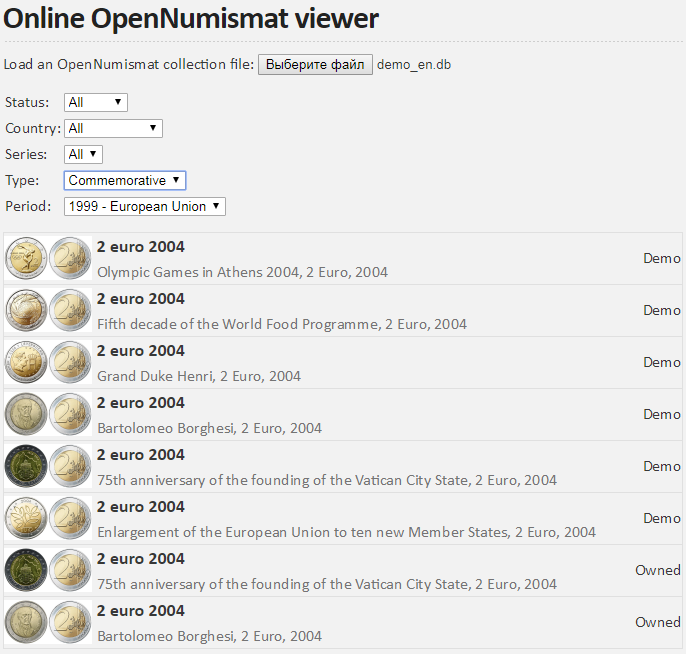 Online OpenNumismat viewer
Load an OpenNumismat collection file: Выберите файл demo_en.db
Status: All
Country: All
Series: All
Type: Commemorative
Period: 1999 - European Union
2 euro 2004
Olympic Games in Athens 2004, 2 Euro, 2004
Demo
2 euro 2004
Fifth decade of the World Food Programme, 2 Euro, 2004
Demo
2 euro 2004
Grand Duke Henri, 2 Euro, 2004
Demo
2 euro 2004
Bartolomeo Borghesi, 2 Euro, 2004
Demo
2 euro 2004
75th anniversary of the founding of the Vatican City State, 2 Euro, 2004
Demo
2 euro 2004
Enlargement of the European Union to ten new Member States, 2 Euro, 2004
Demo
2 euro 2004
75th anniversary of the founding of the Vatican City State, 2 Euro, 2004
Owned
2 euro 2004
Bartolomeo Borghesi, 2 Euro, 2004
Owned